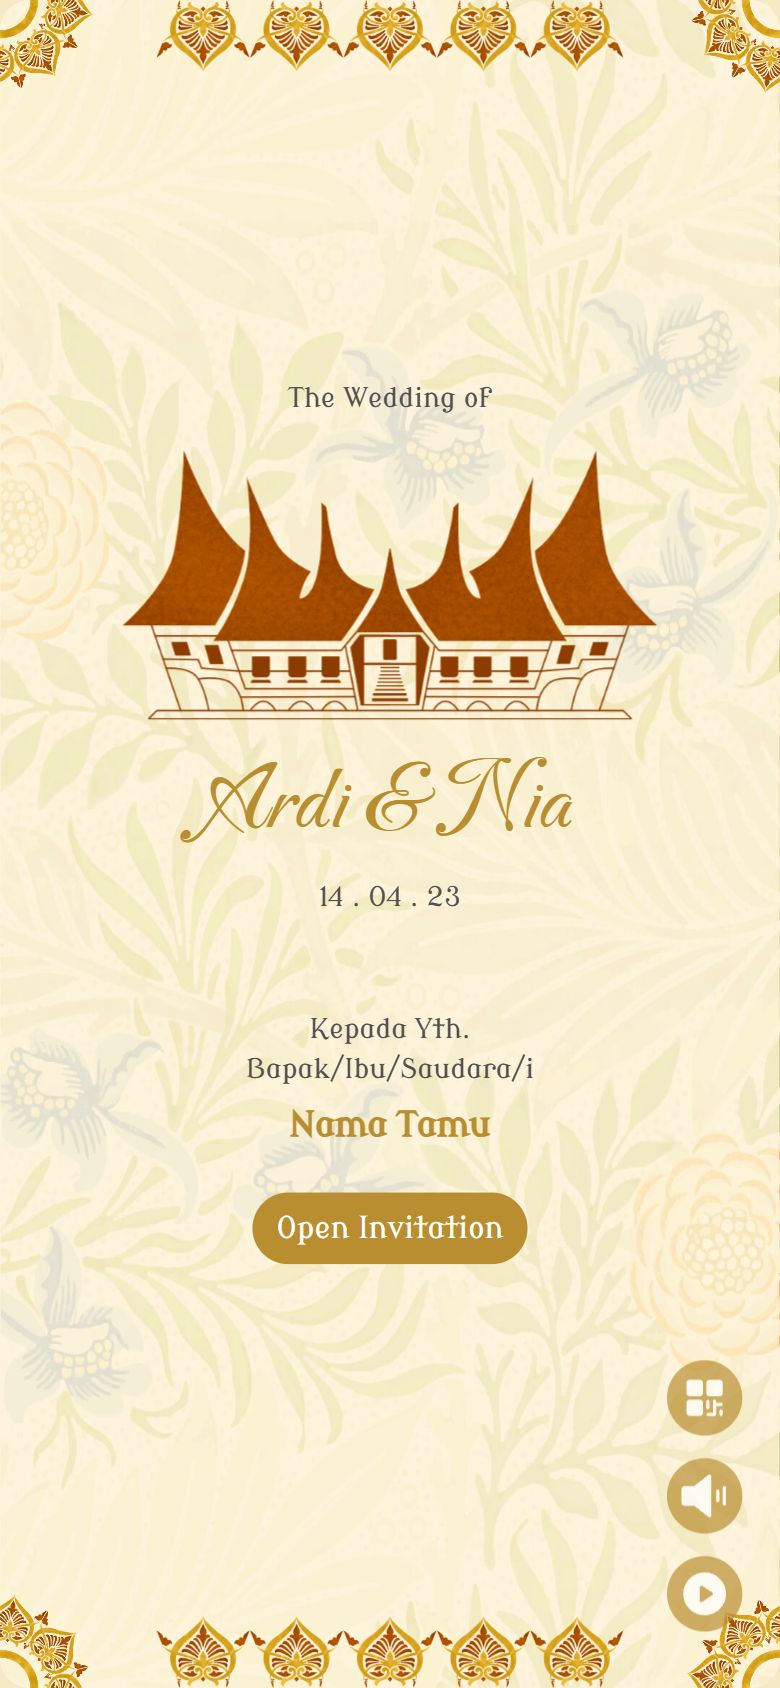 The Wedding of
Ardi & Nia
14 . 04 . 23
Kepada Yth.
Bapak/Ibu/Saudara/i
Nama Tamu
Open Invitation